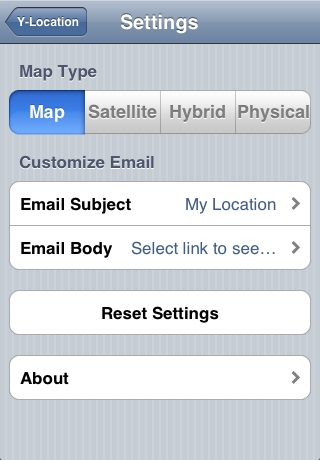 Y-Location Settings
Map Type
Map Satellite Hybrid Physical
Customize Email
Email Subject My Location
Email Body Select link to see...
Reset Settings
About